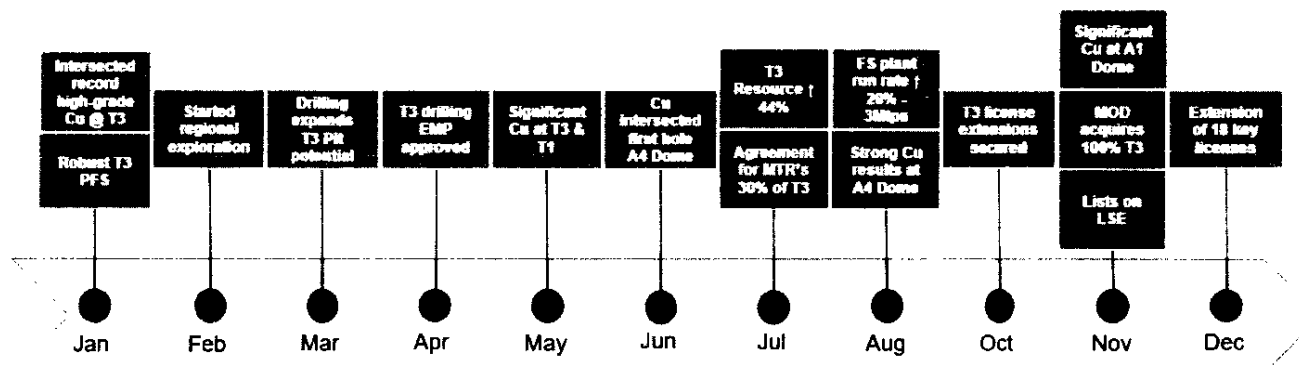 Intersected
record
high-grade
Cu @ T3
Robust T3
PFS
Started
regional
exploration
Drilling
expands
T3 Pit
potential
T3 drilling
EMP
approved
Significant
Cu at T3 &
T1
Cu
intersected
first hole
A4 Dome
T3
Resource ↑
44%
Agreement
for MTR's
30% of T3
FS plant
run rate ↑
20% -
3Mtpa
Strong Cu
results at
A4 Dome
T3 license
extensions
secured
Significant
Cu at A1
Dome
MOD
acquires
100% T3
Lists on
LSE
Extension
of 18 key
licenses
Jan
Feb
Mar
Apr
May
Jun
Jul
Aug
Oct
Nov
Dec